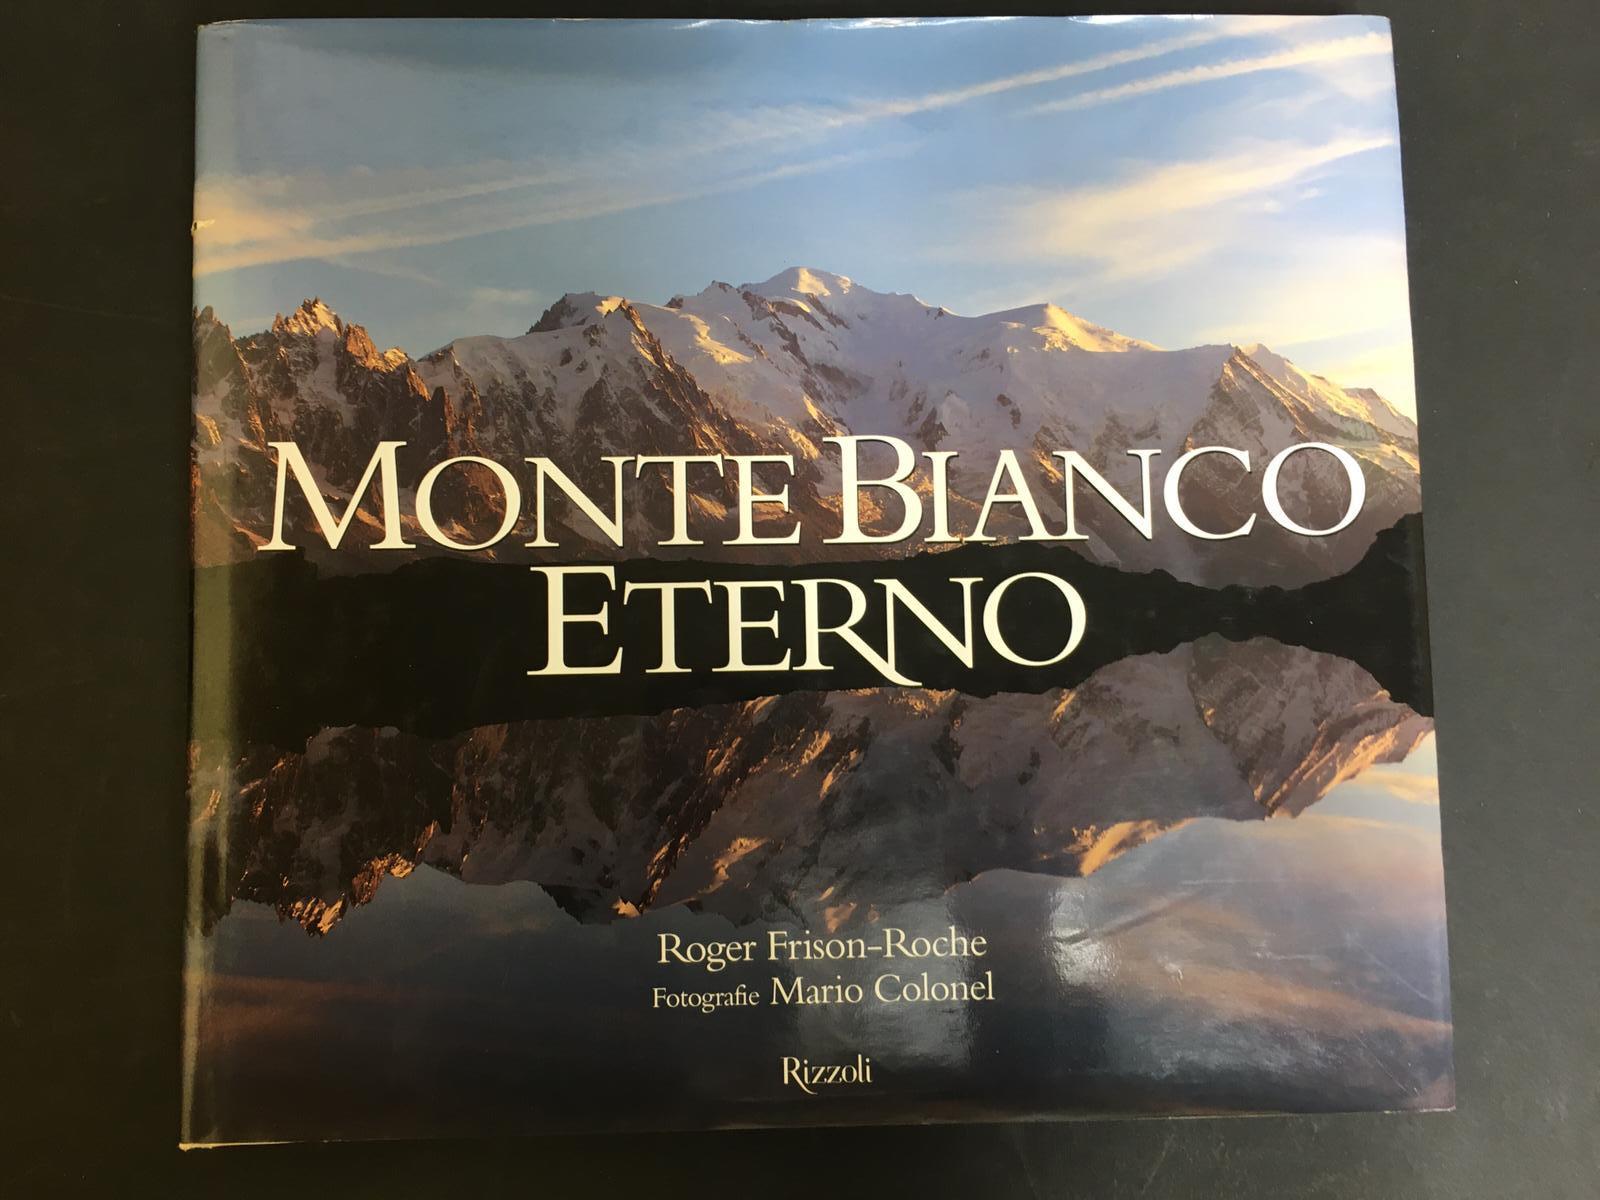 MONTE BIANCO
ETERNO
Roger Frison-Roche
Fotografie Mario Colonel
Rizzoli